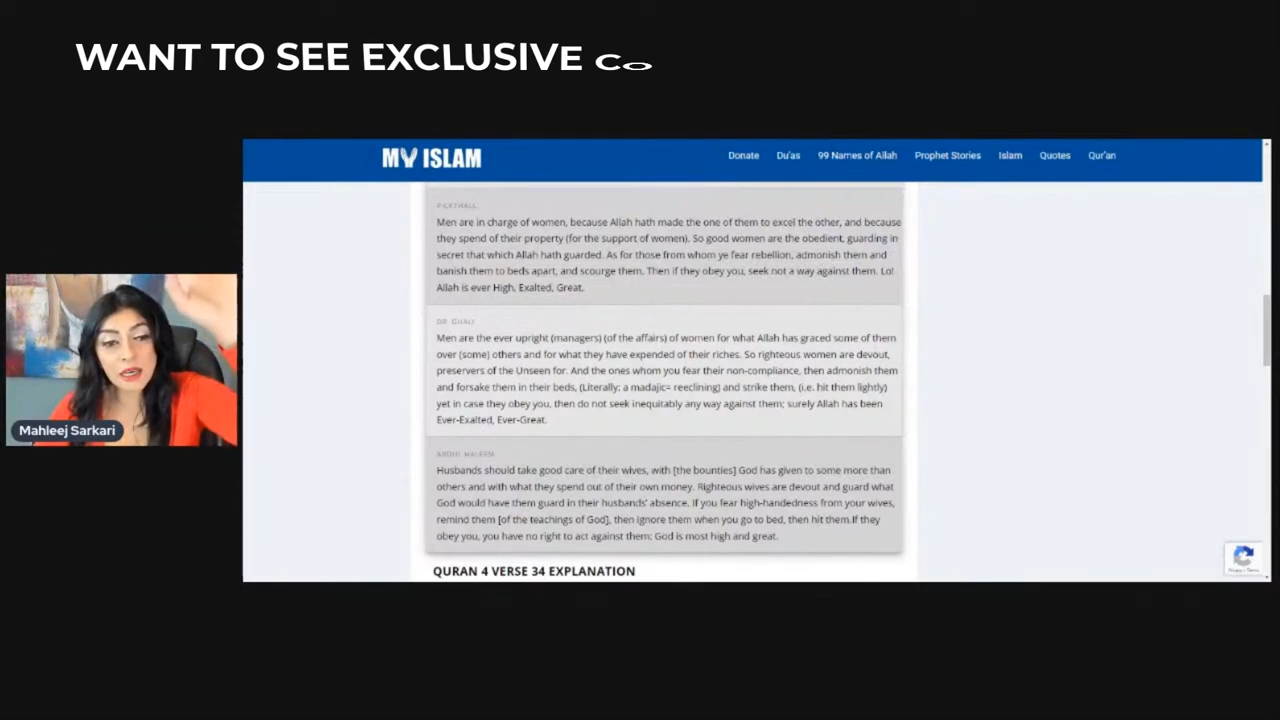 WANT TO SEE EXCLUSIVE CO
MY ISLAM
Donate Du'as 99 Names of Allah Prophet Stories Islam Quotes Qur'an
PICKTHALL
Men are in charge of women, because Allah hath made the one of them to excel the other, and because
they spend of their property (for the support of women). So good women are the obedient, guarding in
secret that which Allah hath guarded. As for those from whom ye fear rebellion, admonish them and
banish them to beds apart, and scourge them. Then if they obey you, seek not a way against them. Lo!
Allah is ever High, Exalted, Great.
DR. GHALI
Men are the ever upright (managers) (of the affairs) of women for what Allah has graced some of them
over (some) others and for what they have expended of their riches. So righteous women are devout,
preservers of the Unseen for. And the ones whom you fear their non-compliance, then admonish them
and forsake them in their beds, (Literally: a madajic= reeclining) and strike them, (i.e. hit them lightly)
yet in case they obey you, then do not seek inequitably any way against them; surely Allah has been
Ever-Exalted, Ever-Great.
ABDUL HALEEM
Husbands should take good care of their wives, with [the bounties] God has given to some more than
others and with what they spend out of their own money. Righteous wives are devout and guard what
God would have them guard in their husbands' absence. If you fear high-handedness from your wives,
remind them [of the teachings of God], then ignore them when you go to bed, then hit them.If they
obey you, you have no right to act against them: God is most high and great.
QURAN 4 VERSE 34 EXPLANATION
Mahleej Sarkari
Privacy - Terms